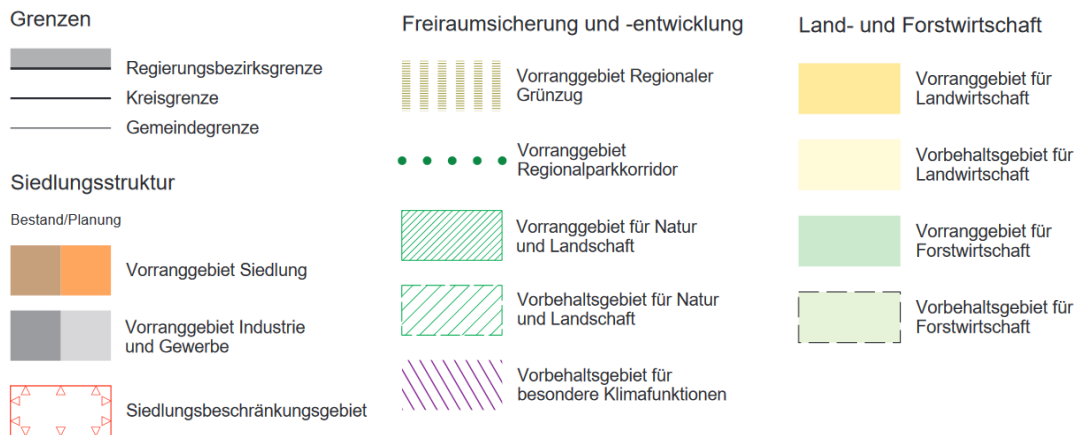 Grenzen
Regierungsbezirksgrenze
Kreisgrenze
Gemeindegrenze
Siedlungsstruktur
Bestand/Planung
Vorranggebiet Siedlung
Vorranggebiet Industrie
und Gewerbe
Siedlungsbeschränkungsgebiet
Freiraumsicherung und -entwicklung
Vorranggebiet Regionaler
Grünzug
Vorranggebiet
Regionalparkkorridor
Vorranggebiet für Natur
und Landschaft
Vorbehaltsgebiet für Natur
und Landschaft
Vorbehaltsgebiet für
besondere Klimafunktionen
Land- und Forstwirtschaft
Vorranggebiet für
Landwirtschaft
Vorbehaltsgebiet für
Landwirtschaft
Vorranggebiet für
Forstwirtschaft
Vorbehaltsgebiet für
Forstwirtschaft